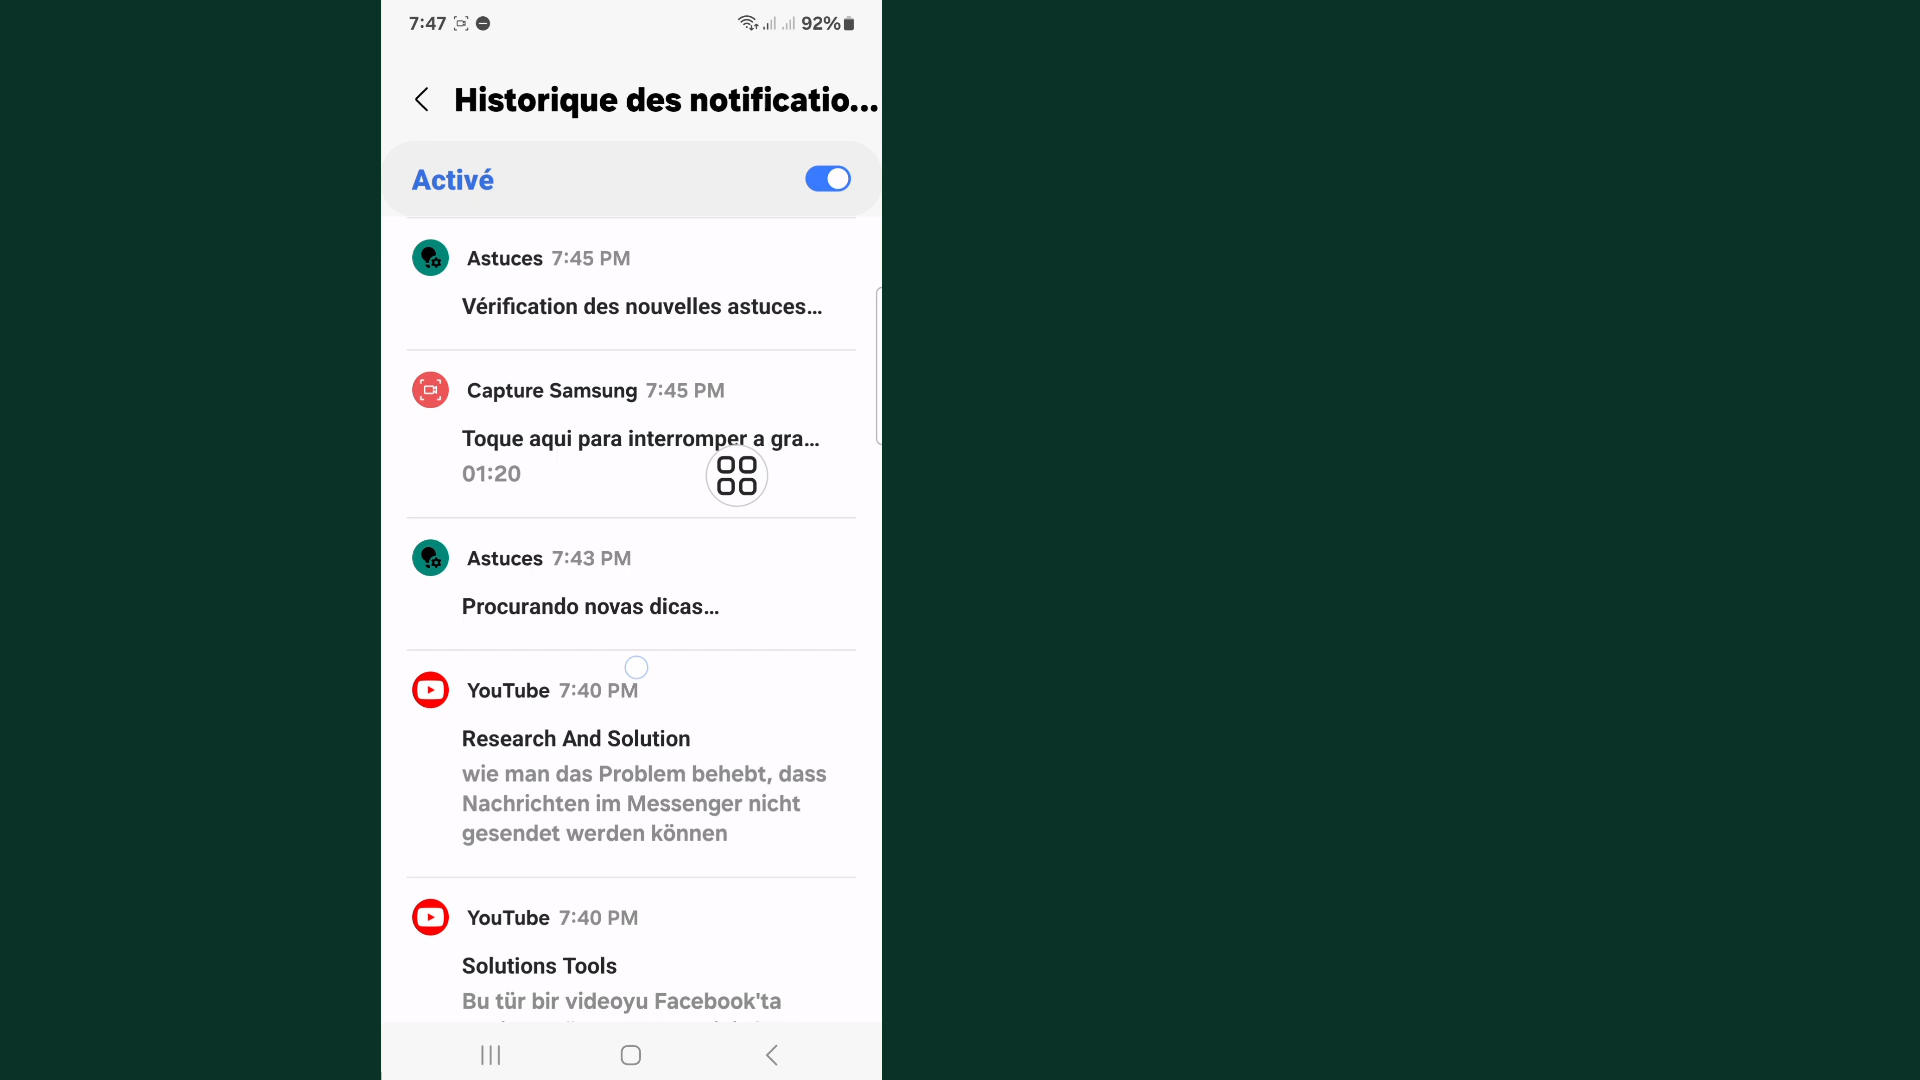 7:47
92%
Historique des notificatio...
Activé
Astuces 7:45 PM
Vérification des nouvelles astuces...
Capture Samsung 7:45 PM
Toque aqui para interromper a gra...
01:20
Astuces 7:43 PM
Procurando novas dicas...
YouTube 7:40 PM
Research And Solution
wie man das Problem behebt, dass
Nachrichten im Messenger nicht
gesendet werden können
YouTube 7:40 PM
Solutions Tools
Bu tür bir videoyu Facebook'ta